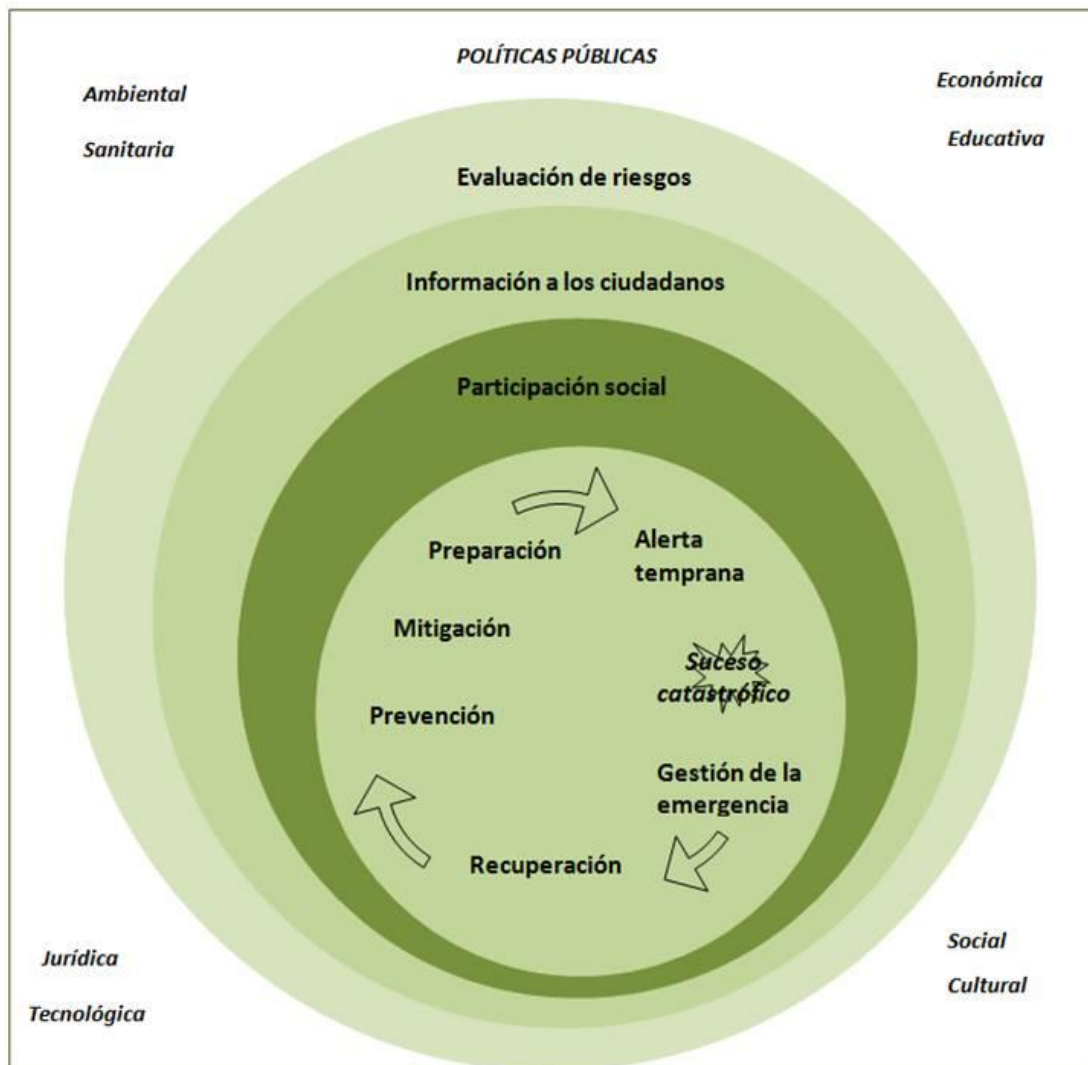 POLÍTICAS PÚBLICAS
Ambiental
Sanitaria
Económica
Educativa
Evaluación de riesgos
Información a los ciudadanos
Participación social
Preparación
Alerta
temprana
Mitigación
Suceso
catastrófico
Prevención
Gestión de la
emergencia
Recuperación
Jurídica
Tecnológica
Social
Cultural